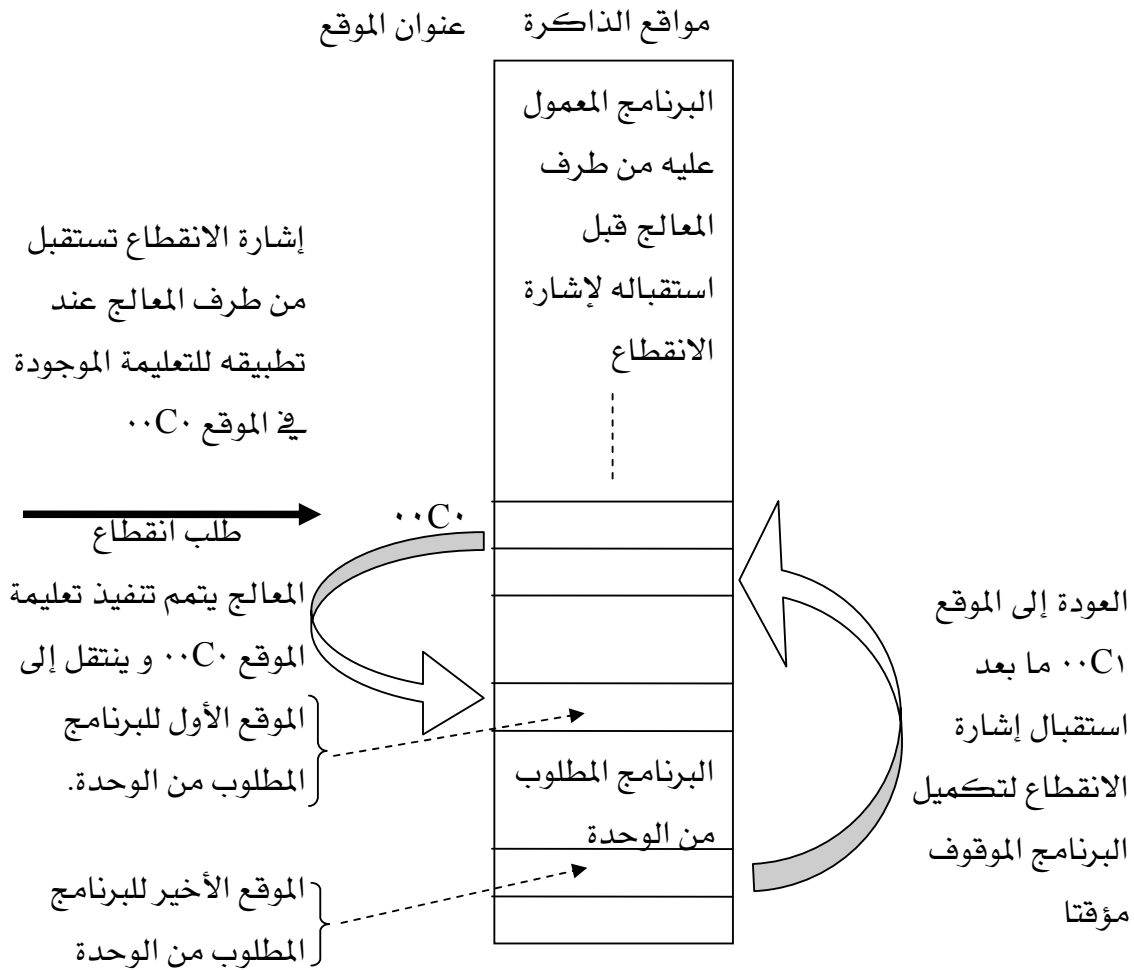 مواقع الذاكرة
عنوان الموقع
البرنامج المعمول
عليه من طرف
المعالج قبل
استقباله لإشارة
الانقطاع
إشارة الانقطاع تستقبل
من طرف المعالج عند
تطبيقه للتعليمة الموجودة
في الموقع ٠٠C٠
٠٠C٠
طلب انقطاع
المعالج يتمم تنفيذ تعليمة
الموقع ٠٠C٠ و ينتقل إلى
الموقع الأول للبرنامج
المطلوب من الوحدة.
العودة إلى الموقع
٠٠C١ ما بعد
استقبال إشارة
الانقطاع لتكميل
البرنامج الموقوف
مؤقتا
البرنامج المطلوب
من الوحدة
الموقع الأخير للبرنامج
المطلوب من الوحدة